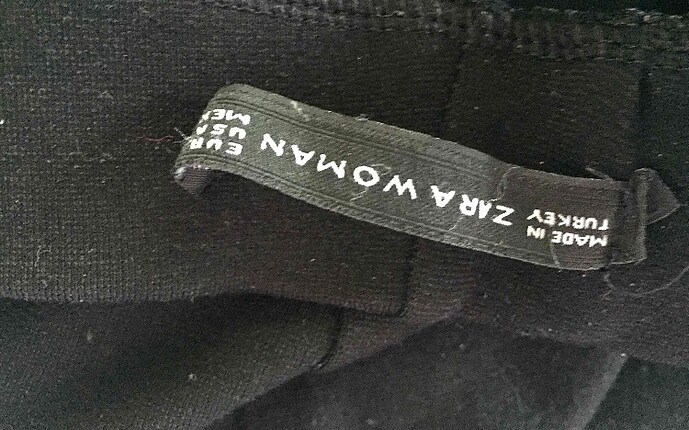 MADE IN
TURKEY
ZARA WOMAN
EUR
USA
MEX